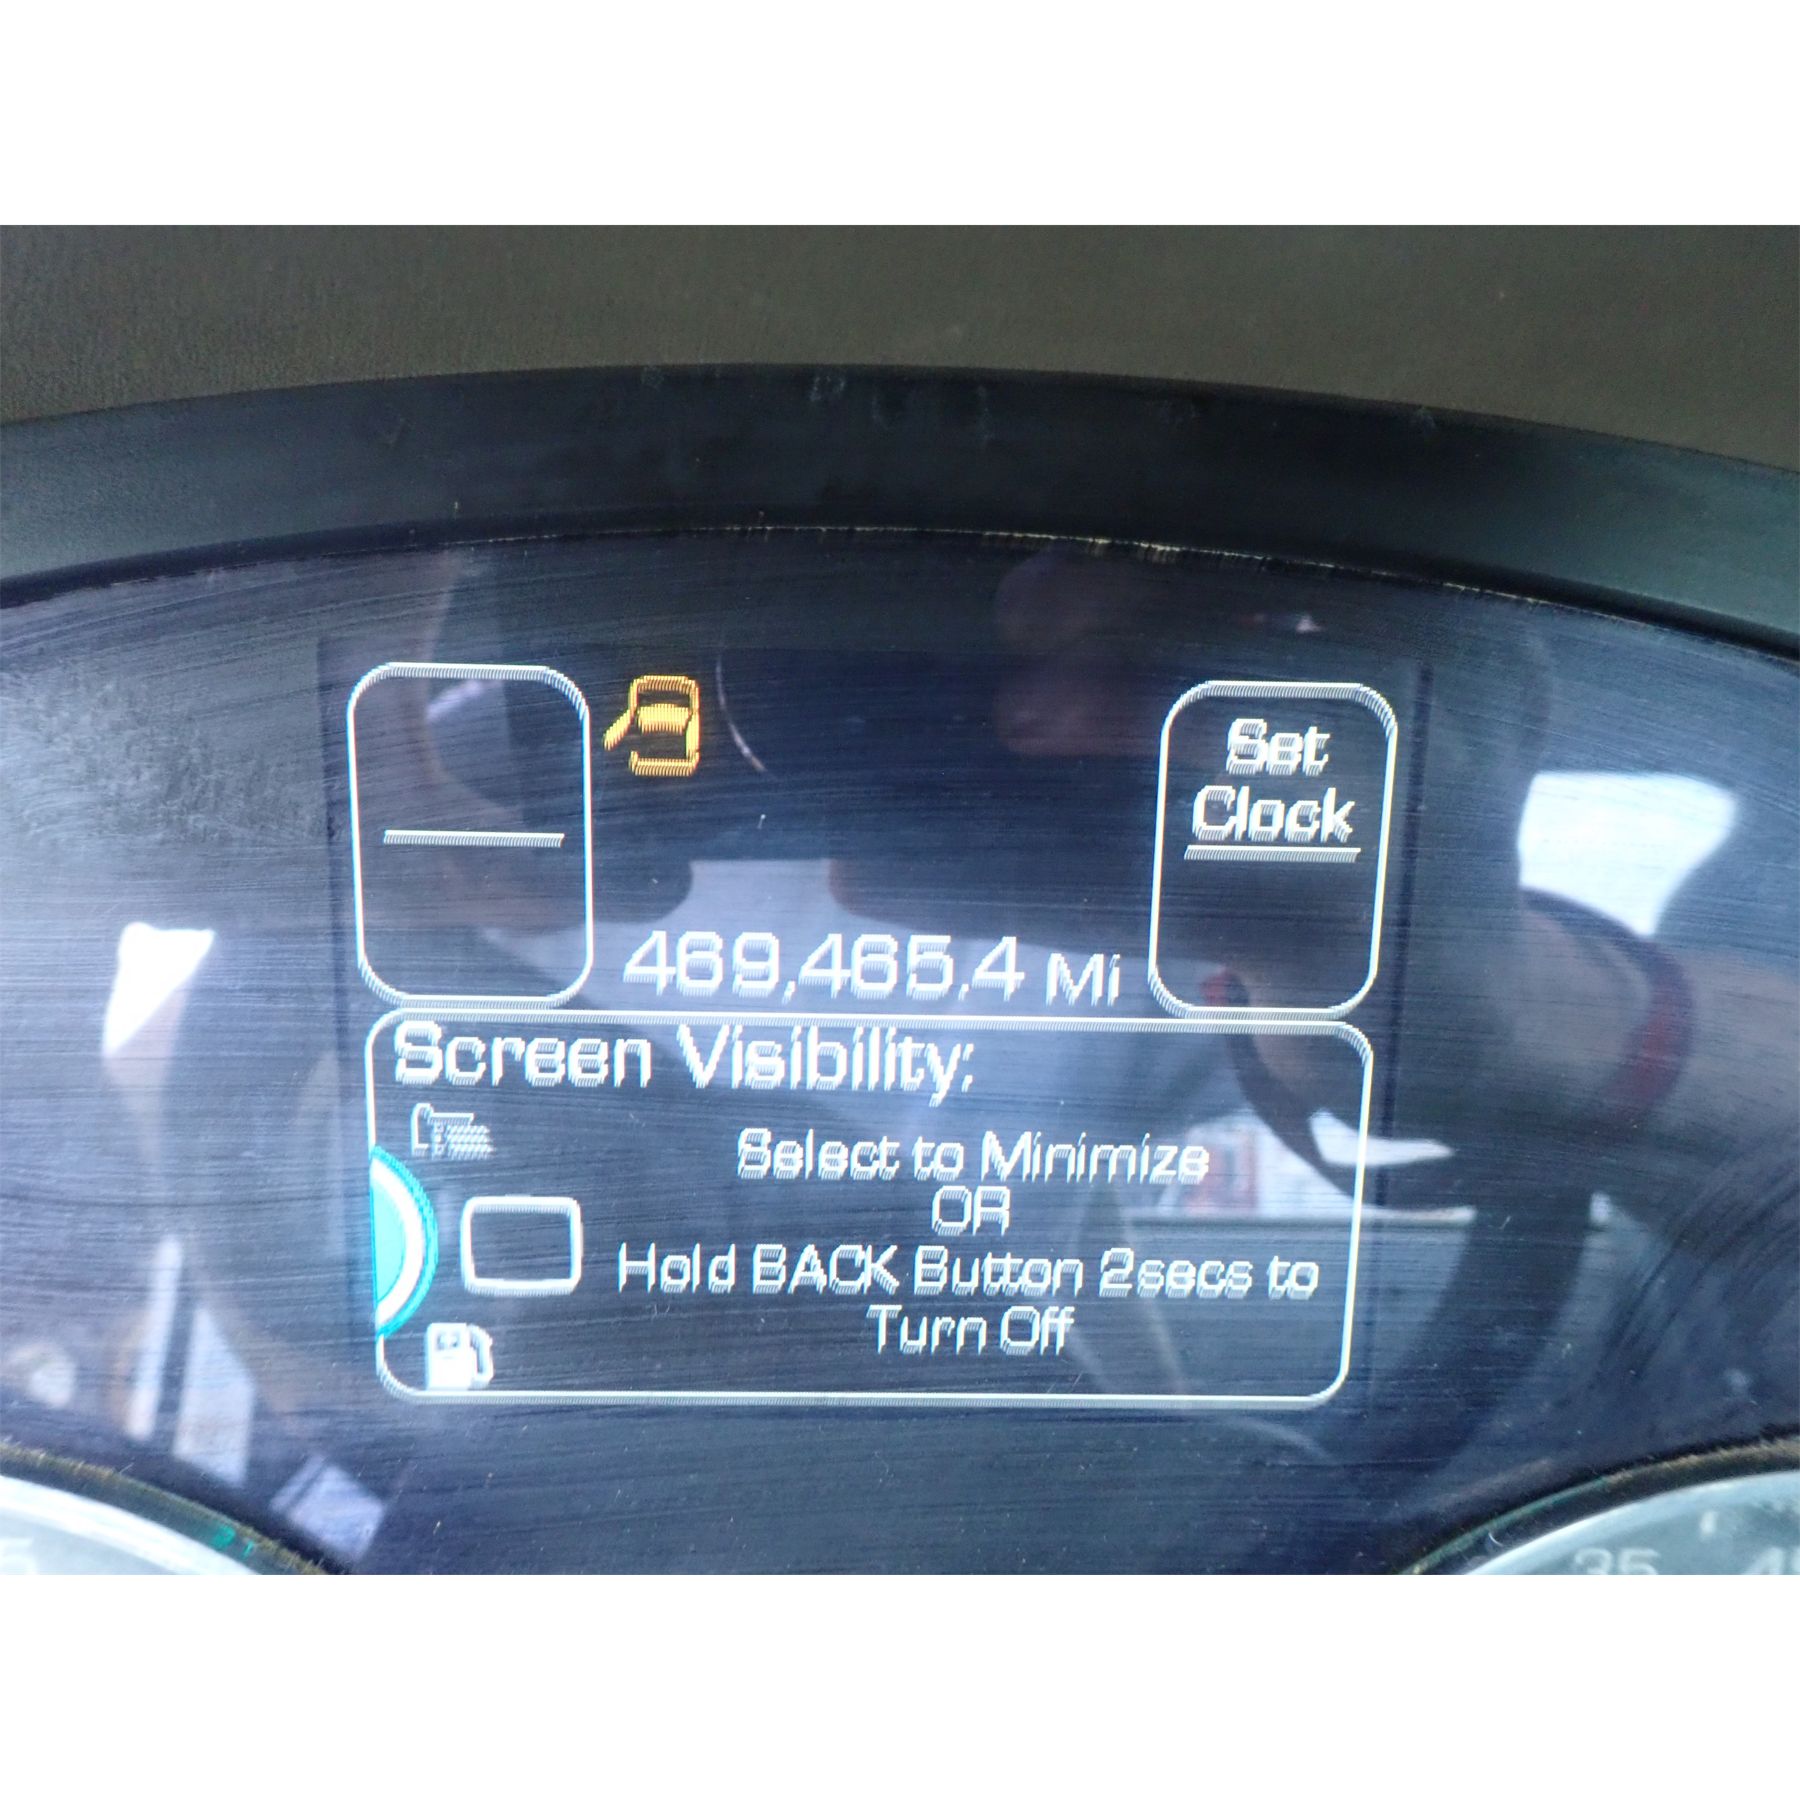 Set
Clock
469,465.4 Mi
Screen Visibility:
Select to Minimize
OR
Hold BACK Button 2secs to
Turn Off
35